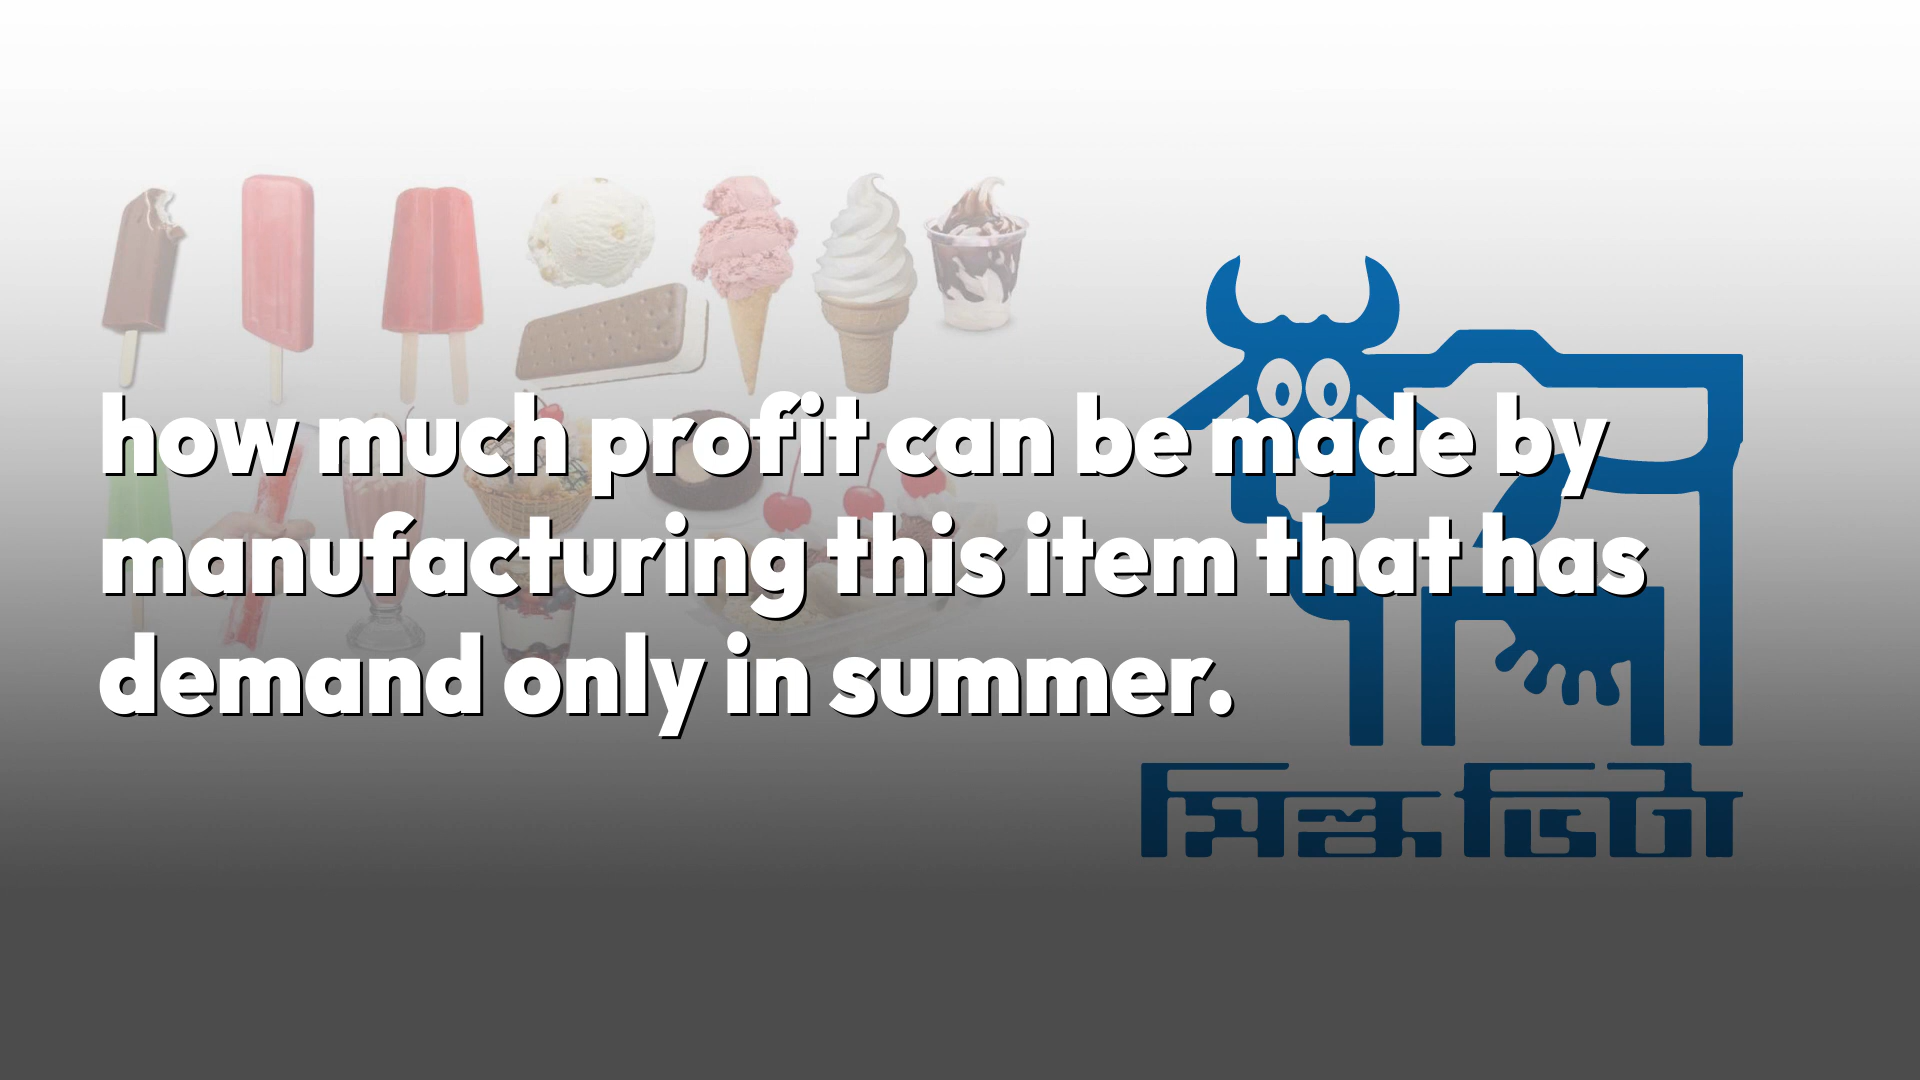 how much profit can be made by
manufacturing this item that has
demand only in summer.
মিল্ক ভিটা